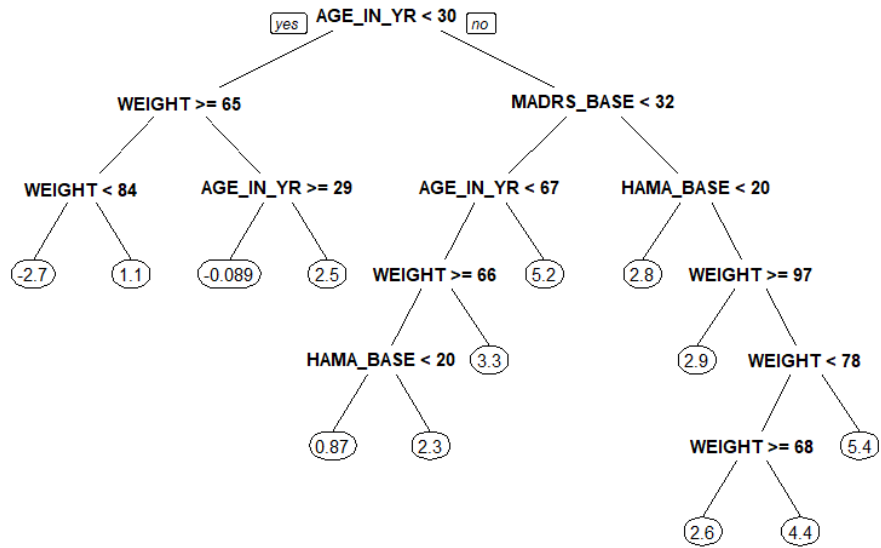 yes AGE_IN_YR < 30 no
WEIGHT >= 65 MADRS_BASE < 32
WEIGHT < 84 AGE_IN_YR >= 29 AGE_IN_YR < 67 HAMA_BASE < 20
-2.7 1.1 -0.089 2.5 WEIGHT >= 66 5.2 2.8 WEIGHT >= 97
HAMA_BASE < 20 3.3 2.9 WEIGHT < 78
0.87 2.3 WEIGHT >= 68 5.4
2.6 4.4